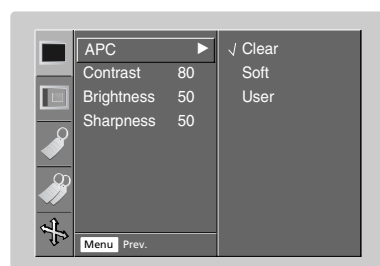 APC ▶
Contrast 80
Brightness 50
Sharpness 50
√ Clear
Soft
User
Menu Prev.